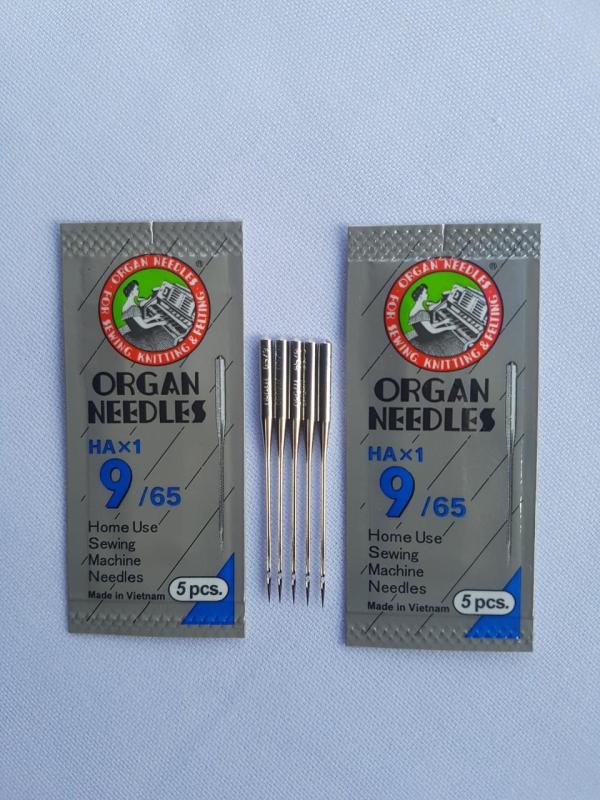 ORGAN NEEDLES
FOR SEWING, KNITTING & FELTING
®
ORGAN
NEEDLES
HA×1
9/65
Home Use
Sewing
Machine
Needles
Made in Vietnam
5 pcs.
ORGAN NEEDLES
FOR SEWING, KNITTING & FELTING
ORGAN
NEEDLES
HA×1
9/65
Home Use
Sewing
Machine
Needles
Made in Vietnam
5 pcs.